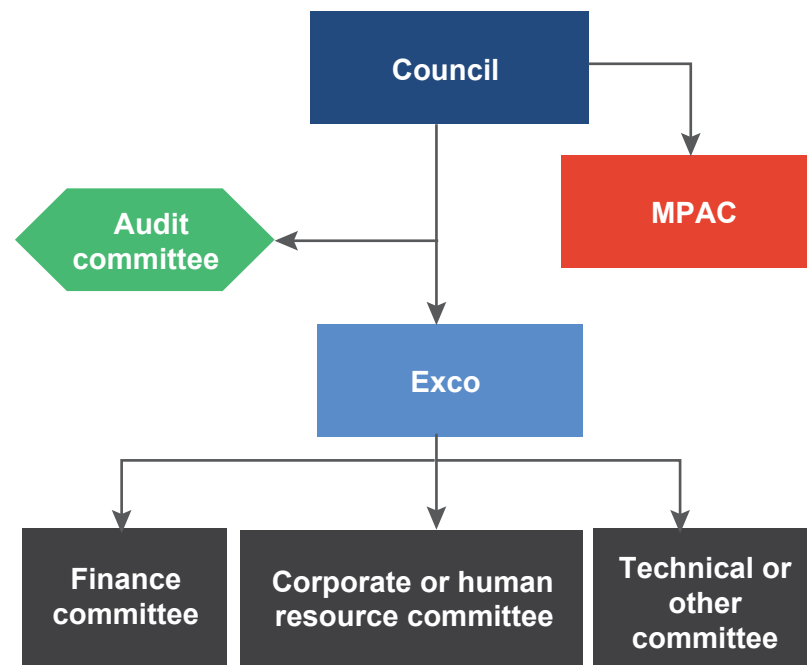 Council
MPAC
Audit
committee
Exco
Finance
committee
Corporate or human
resource committee
Technical or
other
committee